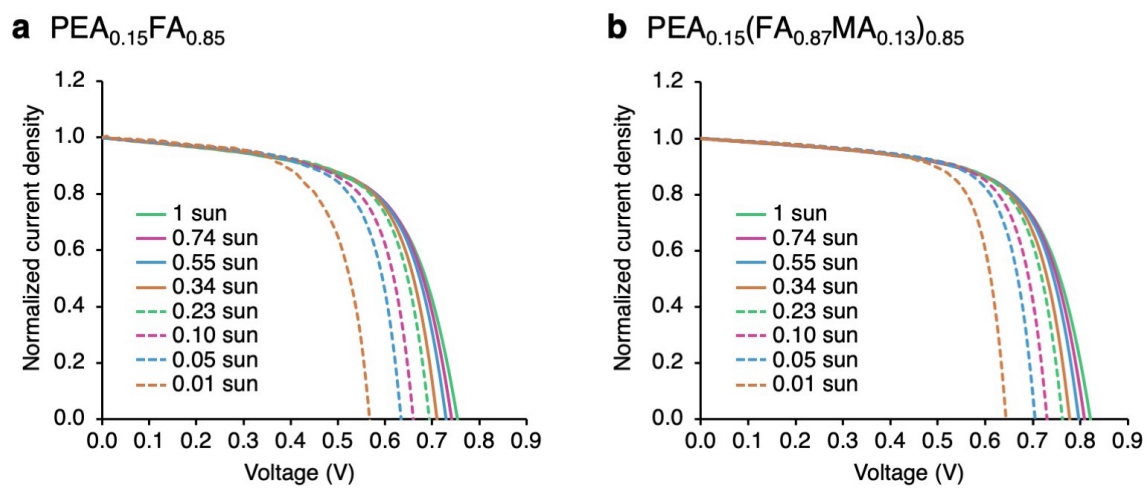 a PEA0.15FA0.85
Normalized current density
1.2
1.0
0.8
0.6
0.4
0.2
0.0
1 sun
0.74 sun
0.55 sun
0.34 sun
0.23 sun
0.10 sun
0.05 sun
0.01 sun
0.0 0.1 0.2 0.3 0.4 0.5 0.6 0.7 0.8 0.9
Voltage (V)
b PEA0.15(FA0.87MA0.13)0.85
Normalized current density
1.2
1.0
0.8
0.6
0.4
0.2
0.0
1 sun
0.74 sun
0.55 sun
0.34 sun
0.23 sun
0.10 sun
0.05 sun
0.01 sun
0.0 0.1 0.2 0.3 0.4 0.5 0.6 0.7 0.8 0.9
Voltage (V)